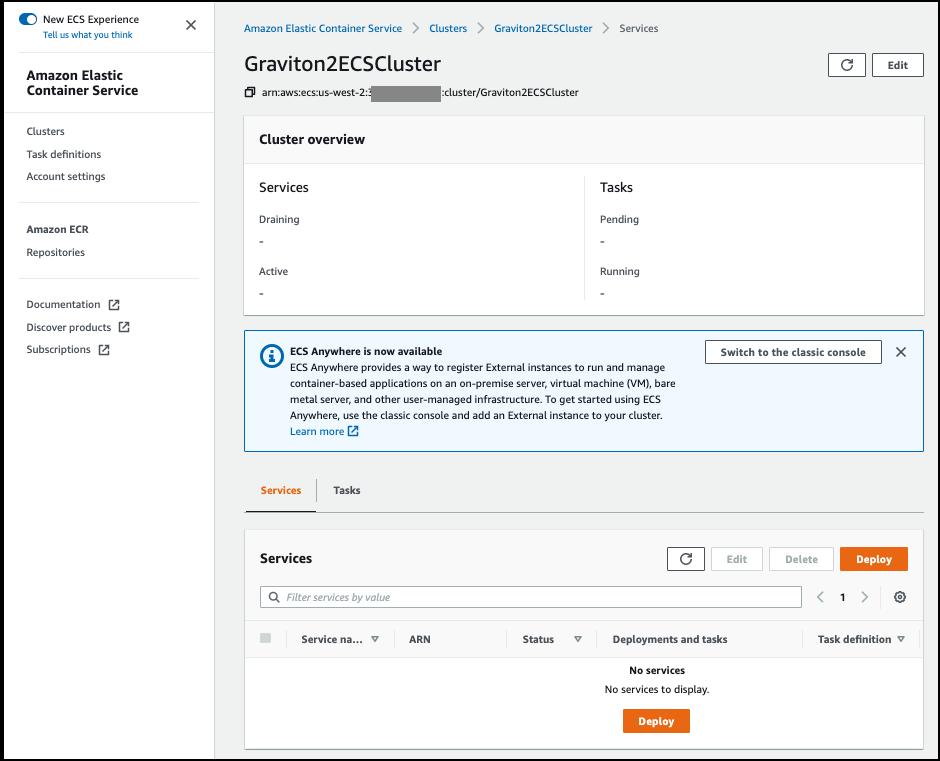 New ECS Experience
Tell us what you think
Amazon Elastic
Container Service
Clusters
Task definitions
Account settings
Amazon ECR
Repositories
Documentation
Discover products
Subscriptions
Amazon Elastic Container Service > Clusters > Graviton2ECSCluster > Services
Graviton2ECSCluster
Edit
arn:aws:ecs:us-west-2: :cluster/Graviton2ECSCluster
Cluster overview
Services
Draining
-
Active
-
Tasks
Pending
-
Running
-
ECS Anywhere is now available
ECS Anywhere provides a way to register External instances to run and manage
container-based applications on an on-premise server, virtual machine (VM), bare
metal server, and other user-managed infrastructure. To get started using ECS
Anywhere, use the classic console and add an External instance to your cluster.
Learn more
Switch to the classic console
Services Tasks
Services
Edit Delete Deploy
Filter services by value
1
Service na... ARN Status Deployments and tasks Task definition
No services
No services to display.
Deploy